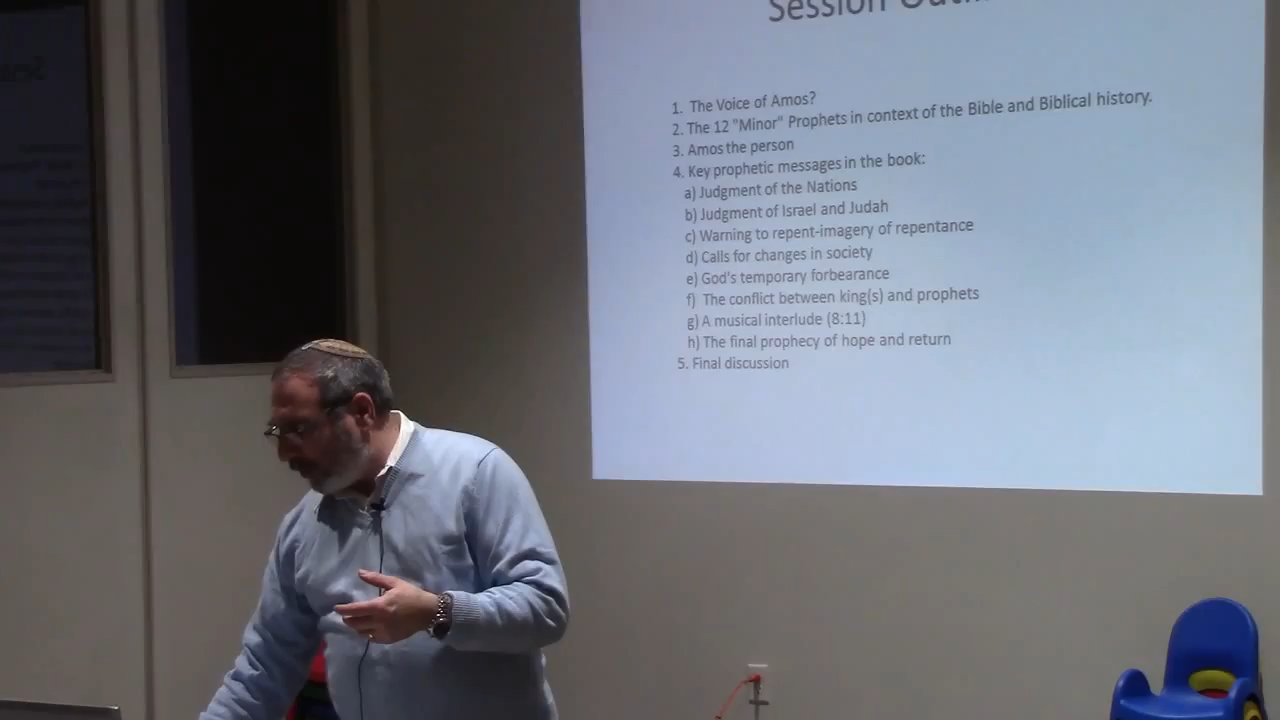 Session
1. The Voice of Amos?
2. The 12 "Minor" Prophets in context of the Bible and Biblical history.
3. Amos the person
4. Key prophetic messages in the book:
a) Judgment of the Nations
b) Judgment of Israel and Judah
c) Warning to repent-imagery of repentance
d) Calls for changes in society
e) God's temporary forbearance
f) The conflict between king(s) and prophets
g) A musical interlude (8:11)
h) The final prophecy of hope and return
5. Final discussion